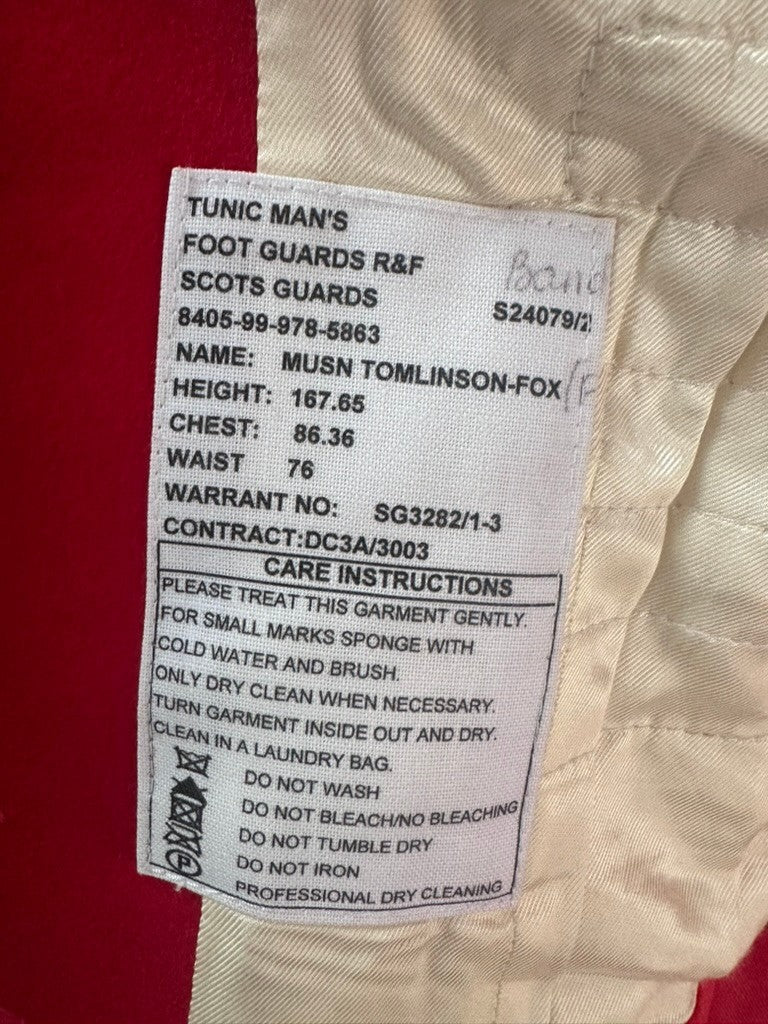 TUNIC MAN'S
FOOT GUARDS R&F
Band
SCOTS GUARDS
S24079/2
8405-99-978-5863
NAME: MUSN TOMLINSON-FOX (F
HEIGHT: 167.65
CHEST: 86.36
WAIST 76
WARRANT NO: SG3282/1-3
CONTRACT:DC3A/3003
CARE INSTRUCTIONS
PLEASE TREAT THIS GARMENT GENTLY.
FOR SMALL MARKS SPONGE WITH
COLD WATER AND BRUSH.
ONLY DRY CLEAN WHEN NECESSARY.
TURN GARMENT INSIDE OUT AND DRY.
CLEAN IN A LAUNDRY BAG.
DO NOT WASH
DO NOT BLEACH/NO BLEACHING
DO NOT TUMBLE DRY
DO NOT IRON
P PROFESSIONAL DRY CLEANING